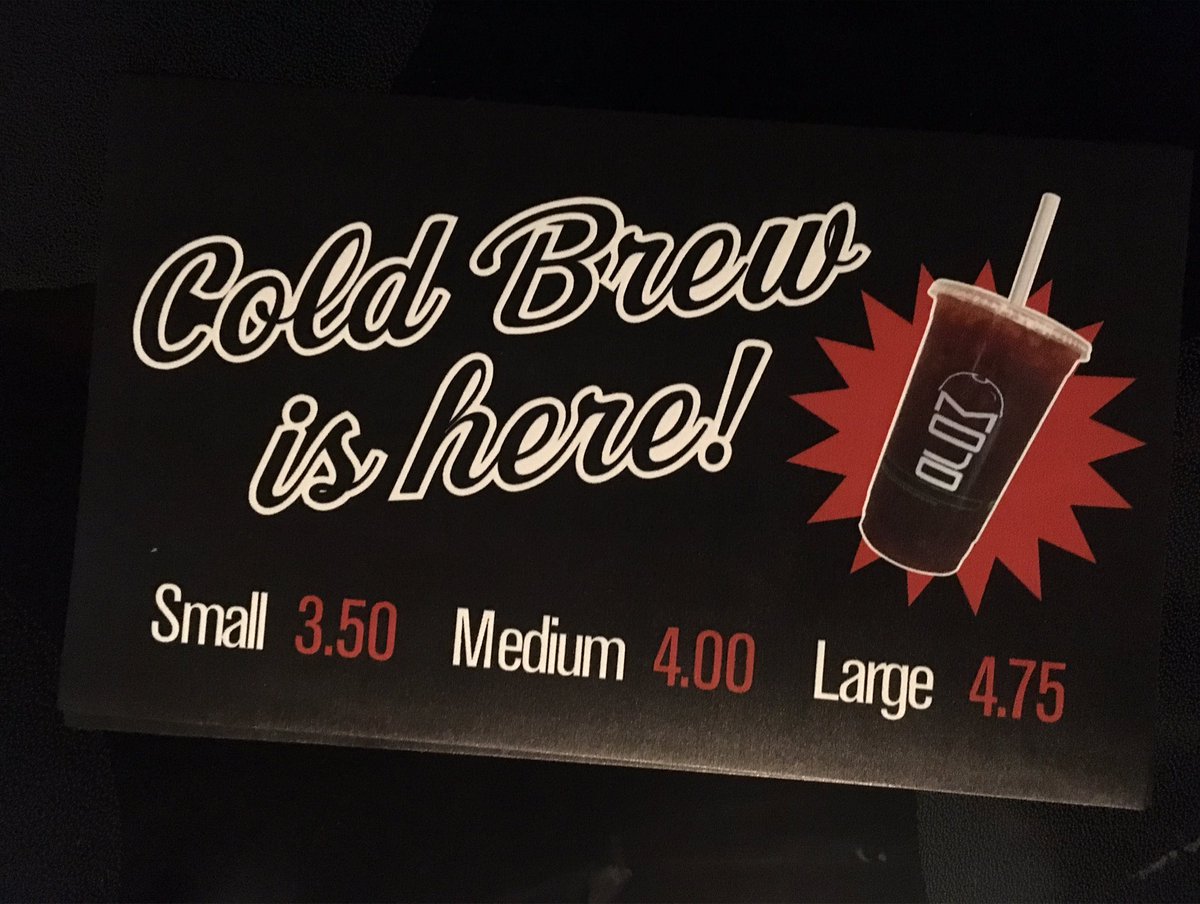 Cold Brew
is here!
Small 3.50 Medium 4.00 Large 4.75